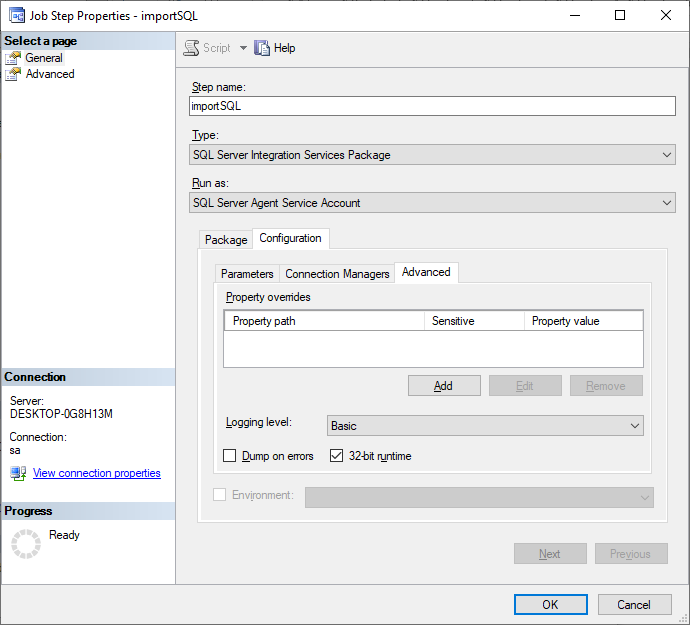 Job Step Properties - importSQL
Select a page
General
Advanced
Script
Help
Step name:
importSQL
Type:
SQL Server Integration Services Package
Run as:
SQL Server Agent Service Account
Package
Configuration
Parameters
Connection Managers
Advanced
Property overrides
Property path
Sensitive
Property value
Add
Edit
Remove
Logging level:
Basic
Dump on errors
32-bit runtime
Environment:
Connection
Server:
DESKTOP-0G8H13M
Connection:
sa
View connection properties
Progress
Ready
Next
Previous
OK
Cancel